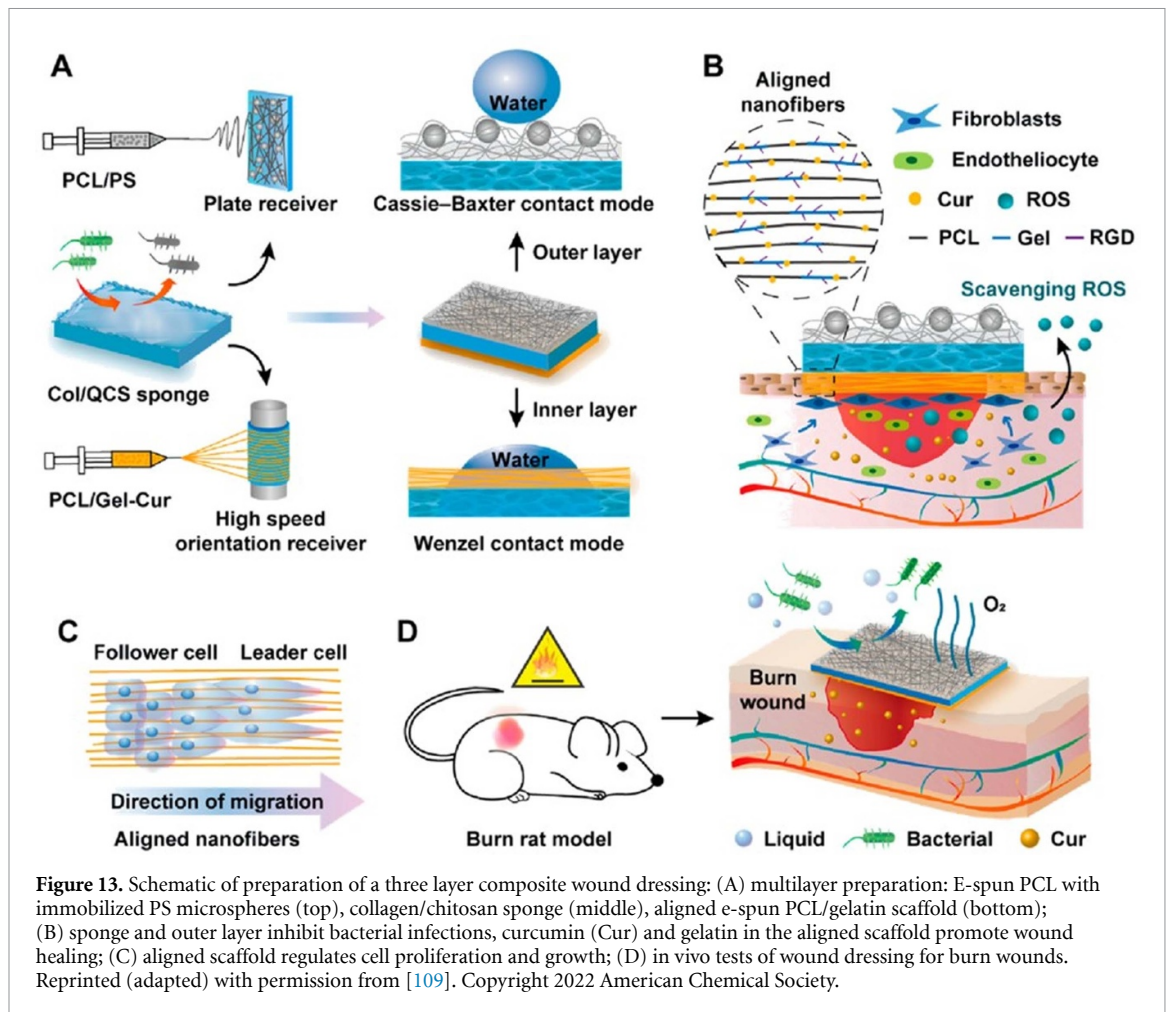 A
Water
PCL/PS
Plate receiver
Cassie–Baxter contact mode
Outer layer
Col/QCS sponge
Inner layer
Water
PCL/Gel-Cur
High speed
orientation receiver
Wenzel contact mode
B
Aligned
nanofibers
Fibroblasts
Endotheliocyte
Cur
ROS
PCL
Gel
RGD
Scavenging ROS
C
Follower cell
Leader cell
Direction of migration
Aligned nanofibers
D
Burn rat model
O₂
Burn
wound
Liquid
Bacterial
Cur
Figure 13. Schematic of preparation of a three layer composite wound dressing: (A) multilayer preparation: E-spun PCL with
immobilized PS microspheres (top), collagen/chitosan sponge (middle), aligned e-spun PCL/gelatin scaffold (bottom);
(B) sponge and outer layer inhibit bacterial infections, curcumin (Cur) and gelatin in the aligned scaffold promote wound
healing; (C) aligned scaffold regulates cell proliferation and growth; (D) in vivo tests of wound dressing for burn wounds.
Reprinted (adapted) with permission from [109]. Copyright 2022 American Chemical Society.